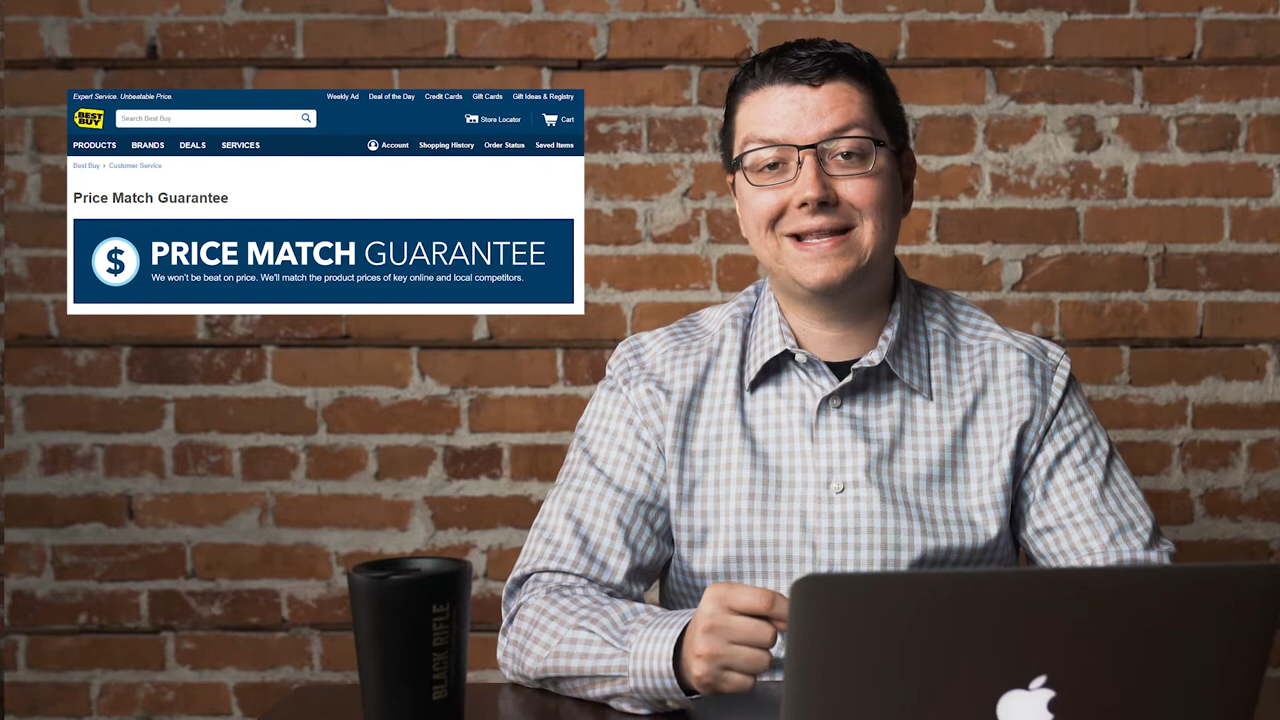 Expert Service. Unbeatable Price.
Weekly Ad Deal of the Day Credit Cards Gift Cards Gift Ideas & Registry
BEST BUY
Search Best Buy
Store Locator Cart
PRODUCTS BRANDS DEALS SERVICES Account Shopping History Order Status Saved Items
Best Buy › Customer Service
Price Match Guarantee
$ PRICE MATCH GUARANTEE
We won't be beat on price. We'll match the product prices of key online and local competitors.
BLACK RIFLE